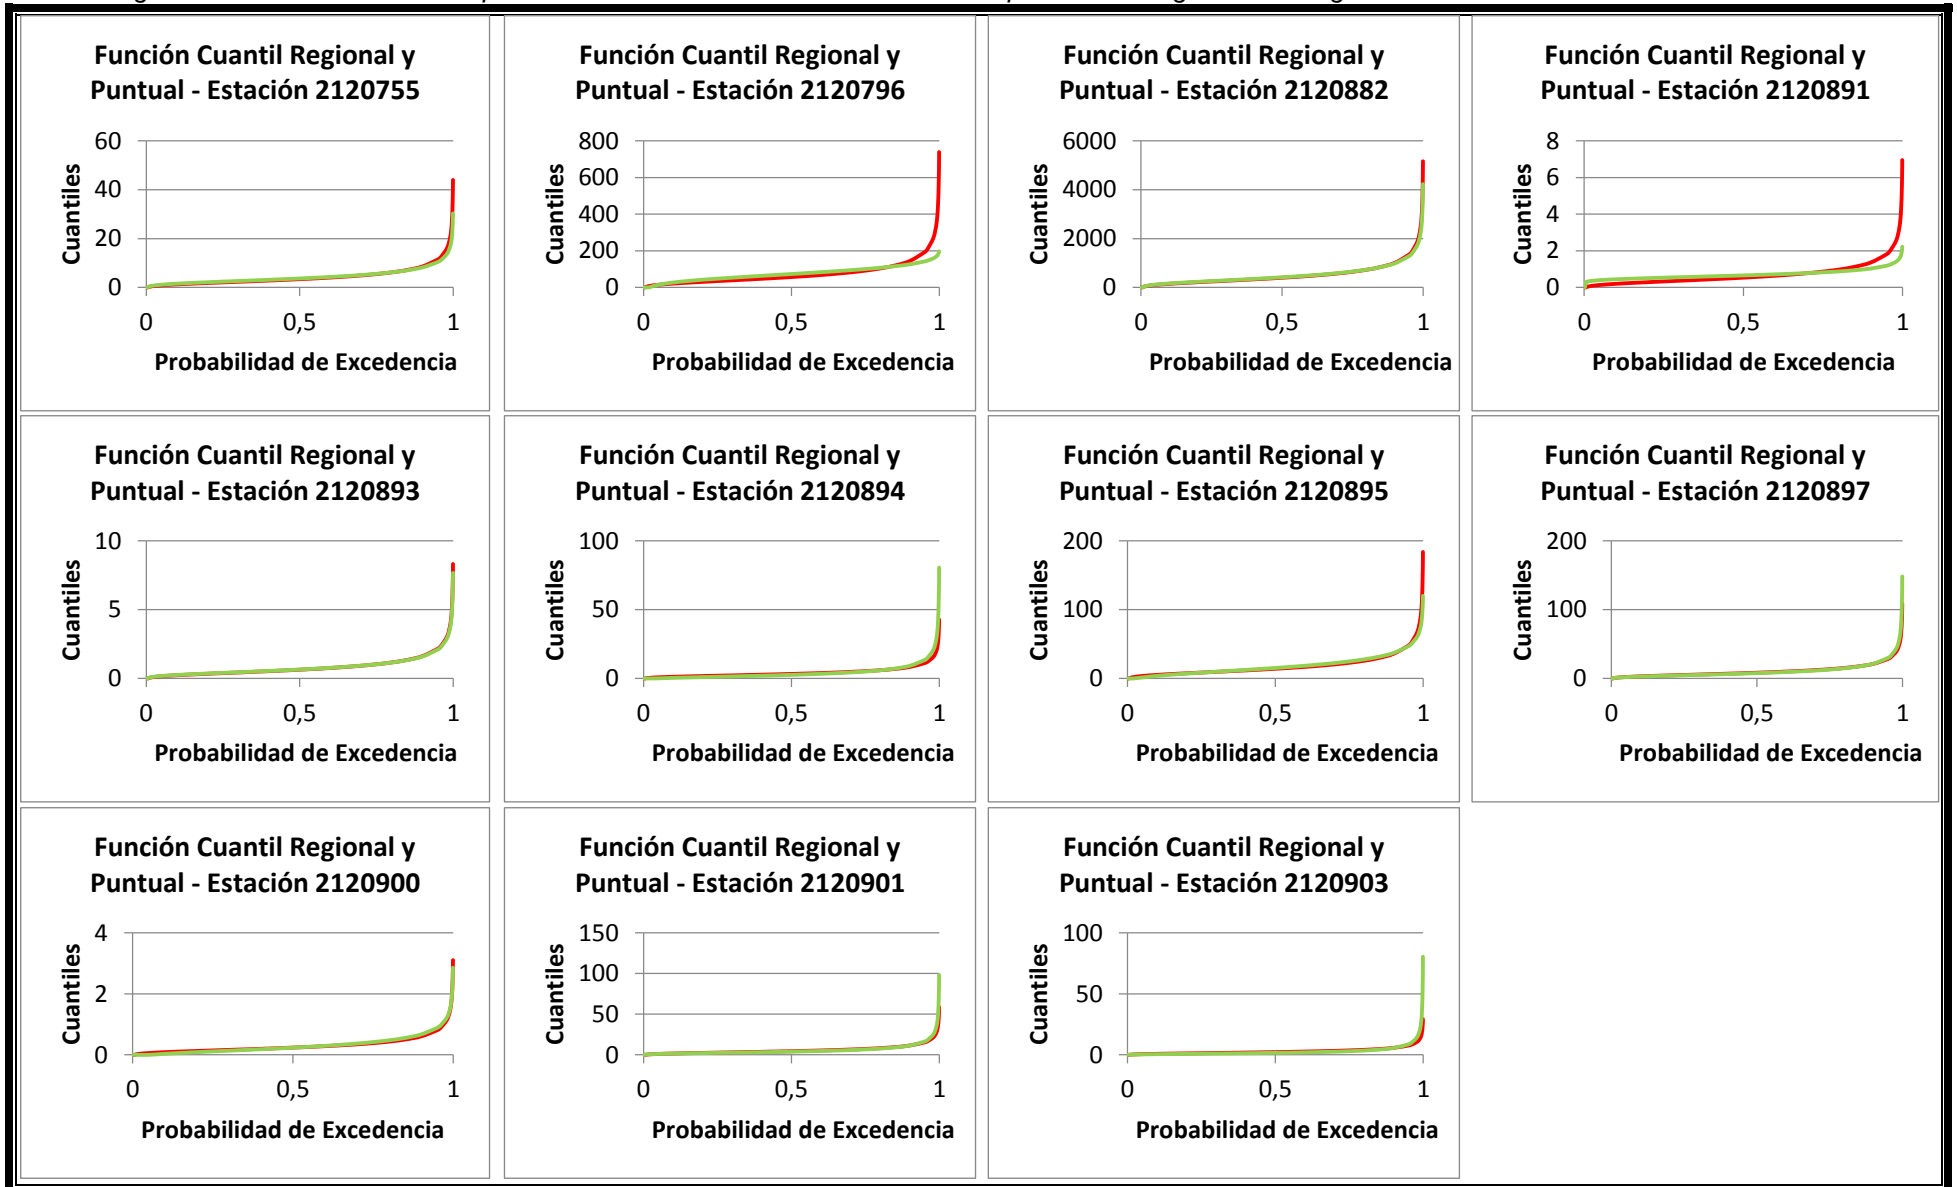 Función Cuantil Regional y
Puntual - Estación 2120755
60
40
20
0
0 0,5 1
Cuantiles
Probabilidad de Excedencia
Función Cuantil Regional y
Puntual - Estación 2120796
800
600
400
200
0
0 0,5 1
Cuantiles
Probabilidad de Excedencia
Función Cuantil Regional y
Puntual - Estación 2120882
6000
4000
2000
0
0 0,5 1
Cuantiles
Probabilidad de Excedencia
Función Cuantil Regional y
Puntual - Estación 2120891
8
6
4
2
0
0 0,5 1
Cuantiles
Probabilidad de Excedencia
Función Cuantil Regional y
Puntual - Estación 2120893
10
5
0
0 0,5 1
Cuantiles
Probabilidad de Excedencia
Función Cuantil Regional y
Puntual - Estación 2120894
100
50
0
0 0,5 1
Cuantiles
Probabilidad de Excedencia
Función Cuantil Regional y
Puntual - Estación 2120895
200
100
0
0 0,5 1
Cuantiles
Probabilidad de Excedencia
Función Cuantil Regional y
Puntual - Estación 2120897
200
100
0
0 0,5 1
Cuantiles
Probabilidad de Excedencia
Función Cuantil Regional y
Puntual - Estación 2120900
4
2
0
0 0,5 1
Cuantiles
Probabilidad de Excedencia
Función Cuantil Regional y
Puntual - Estación 2120901
150
100
50
0
0 0,5 1
Cuantiles
Probabilidad de Excedencia
Función Cuantil Regional y
Puntual - Estación 2120903
100
50
0
0 0,5 1
Cuantiles
Probabilidad de Excedencia